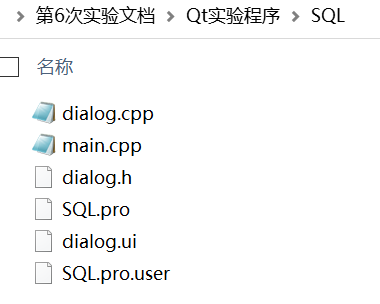 第6次实验文档 > Qt实验程序 > SQL
名称
dialog.cpp
main.cpp
dialog.h
SQL.pro
dialog.ui
SQL.pro.user